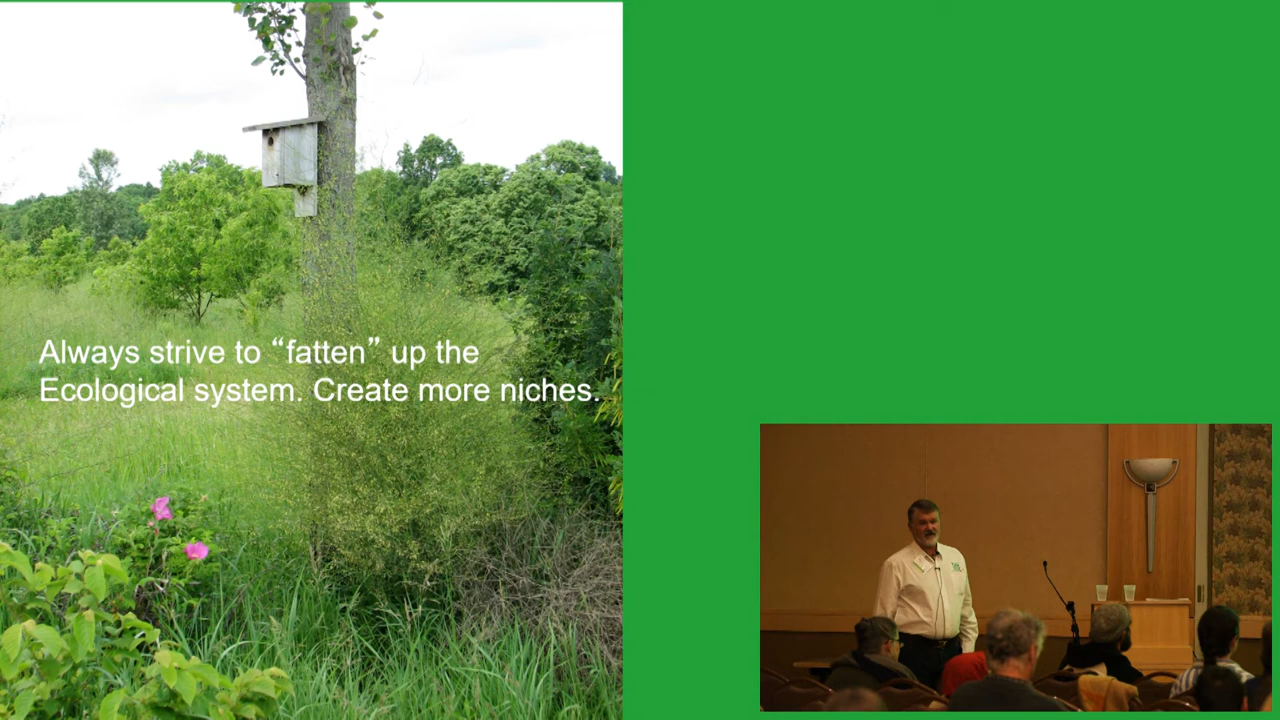 Always strive to “fatten” up the
Ecological system. Create more niches.